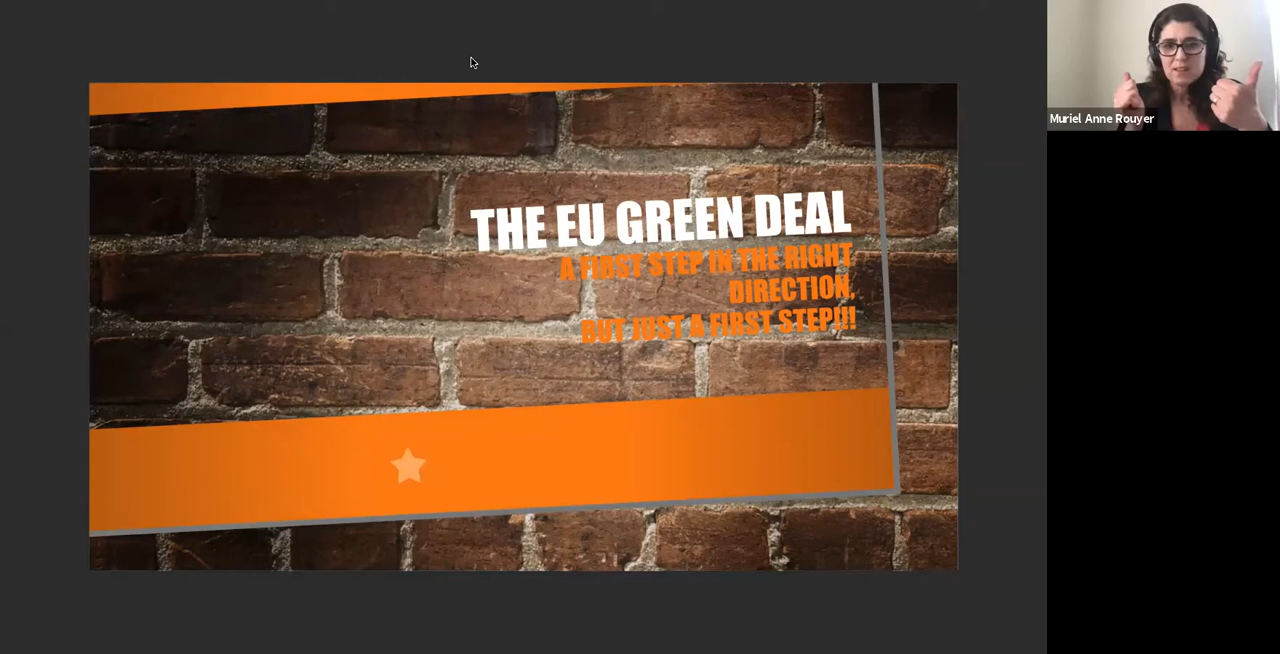 THE EU GREEN DEAL
A FIRST STEP IN THE RIGHT
DIRECTION,
BUT JUST A FIRST STEP!!!
Muriel Anne Rouyer